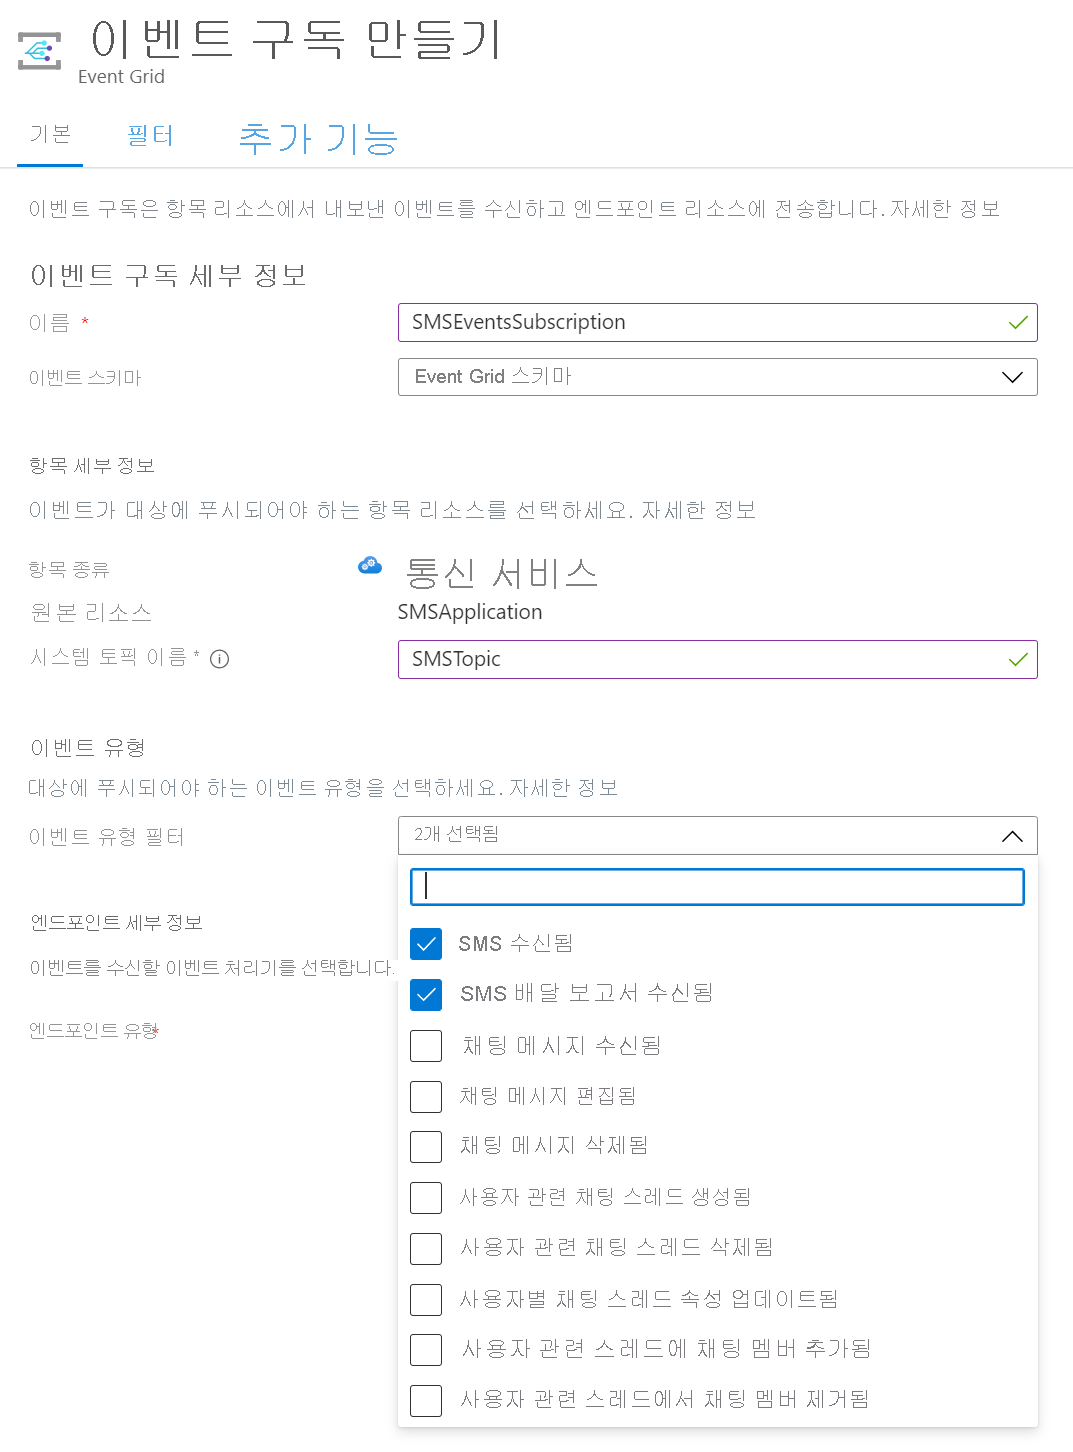 이벤트 구독 만들기
Event Grid
기본 필터 추가 기능
이벤트 구독은 항목 리소스에서 내보낸 이벤트를 수신하고 엔드포인트 리소스에 전송합니다. 자세한 정보
이벤트 구독 세부 정보
이름 * SMSEventsSubscription
이벤트 스키마 Event Grid 스키마
항목 세부 정보
이벤트가 대상에 푸시되어야 하는 항목 리소스를 선택하세요. 자세한 정보
항목 종류 통신 서비스
원본 리소스 SMSApplication
시스템 토픽 이름 * SMSTopic
이벤트 유형
대상에 푸시되어야 하는 이벤트 유형을 선택하세요. 자세한 정보
이벤트 유형 필터 2개 선택됨
엔드포인트 세부 정보
이벤트를 수신할 이벤트 처리기를 선택합니다.
엔드포인트 유형*
SMS 수신됨
SMS 배달 보고서 수신됨
채팅 메시지 수신됨
채팅 메시지 편집됨
채팅 메시지 삭제됨
사용자 관련 채팅 스레드 생성됨
사용자 관련 채팅 스레드 삭제됨
사용자별 채팅 스레드 속성 업데이트됨
사용자 관련 스레드에 채팅 멤버 추가됨
사용자 관련 스레드에서 채팅 멤버 제거됨